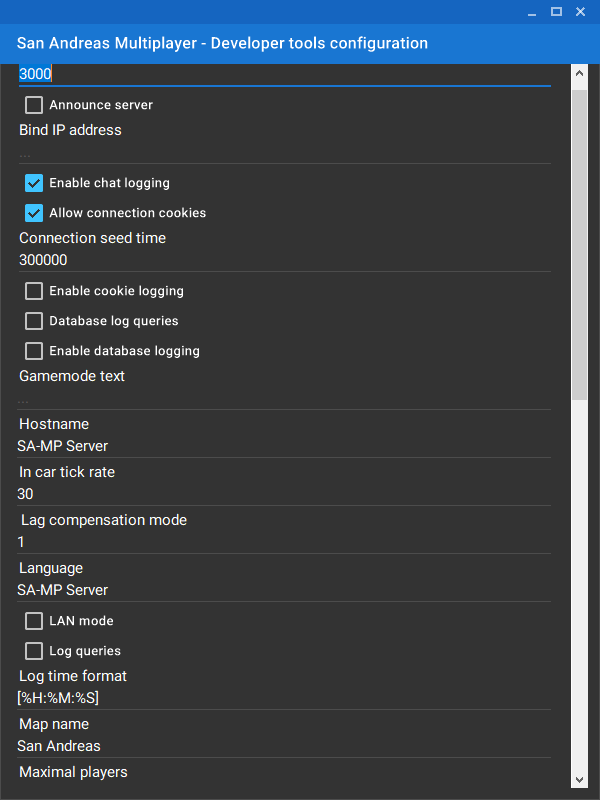 San Andreas Multiplayer - Developer tools configuration
3000
Announce server
Bind IP address
...
Enable chat logging
Allow connection cookies
Connection seed time
300000
Enable cookie logging
Database log queries
Enable database logging
Gamemode text
...
Hostname
SA-MP Server
In car tick rate
30
Lag compensation mode
1
Language
SA-MP Server
LAN mode
Log queries
Log time format
[%H:%M:%S]
Map name
San Andreas
Maximal players